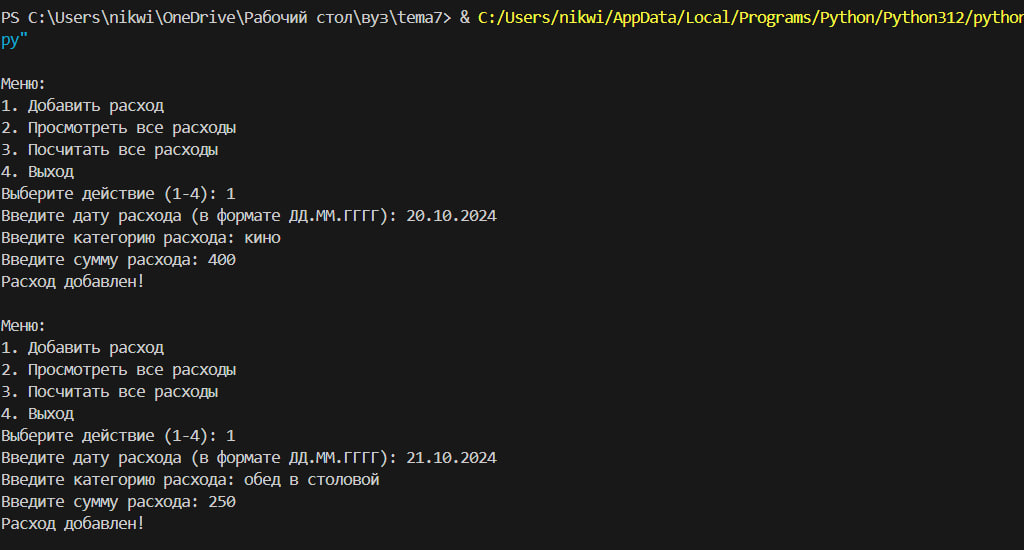 PS C:\Users\nikwi\OneDrive\Рабочий стол\вуз\tema7> & C:/Users/nikwi/AppData/Local/Programs/Python/Python312/python
py"
Меню:
1. Добавить расход
2. Просмотреть все расходы
3. Посчитать все расходы
4. Выход
Выберите действие (1-4): 1
Введите дату расхода (в формате ДД.ММ.ГГГГ): 20.10.2024
Введите категорию расхода: кино
Введите сумму расхода: 400
Расход добавлен!
Меню:
1. Добавить расход
2. Просмотреть все расходы
3. Посчитать все расходы
4. Выход
Выберите действие (1-4): 1
Введите дату расхода (в формате ДД.ММ.ГГГГ): 21.10.2024
Введите категорию расхода: обед в столовой
Введите сумму расхода: 250
Расход добавлен!